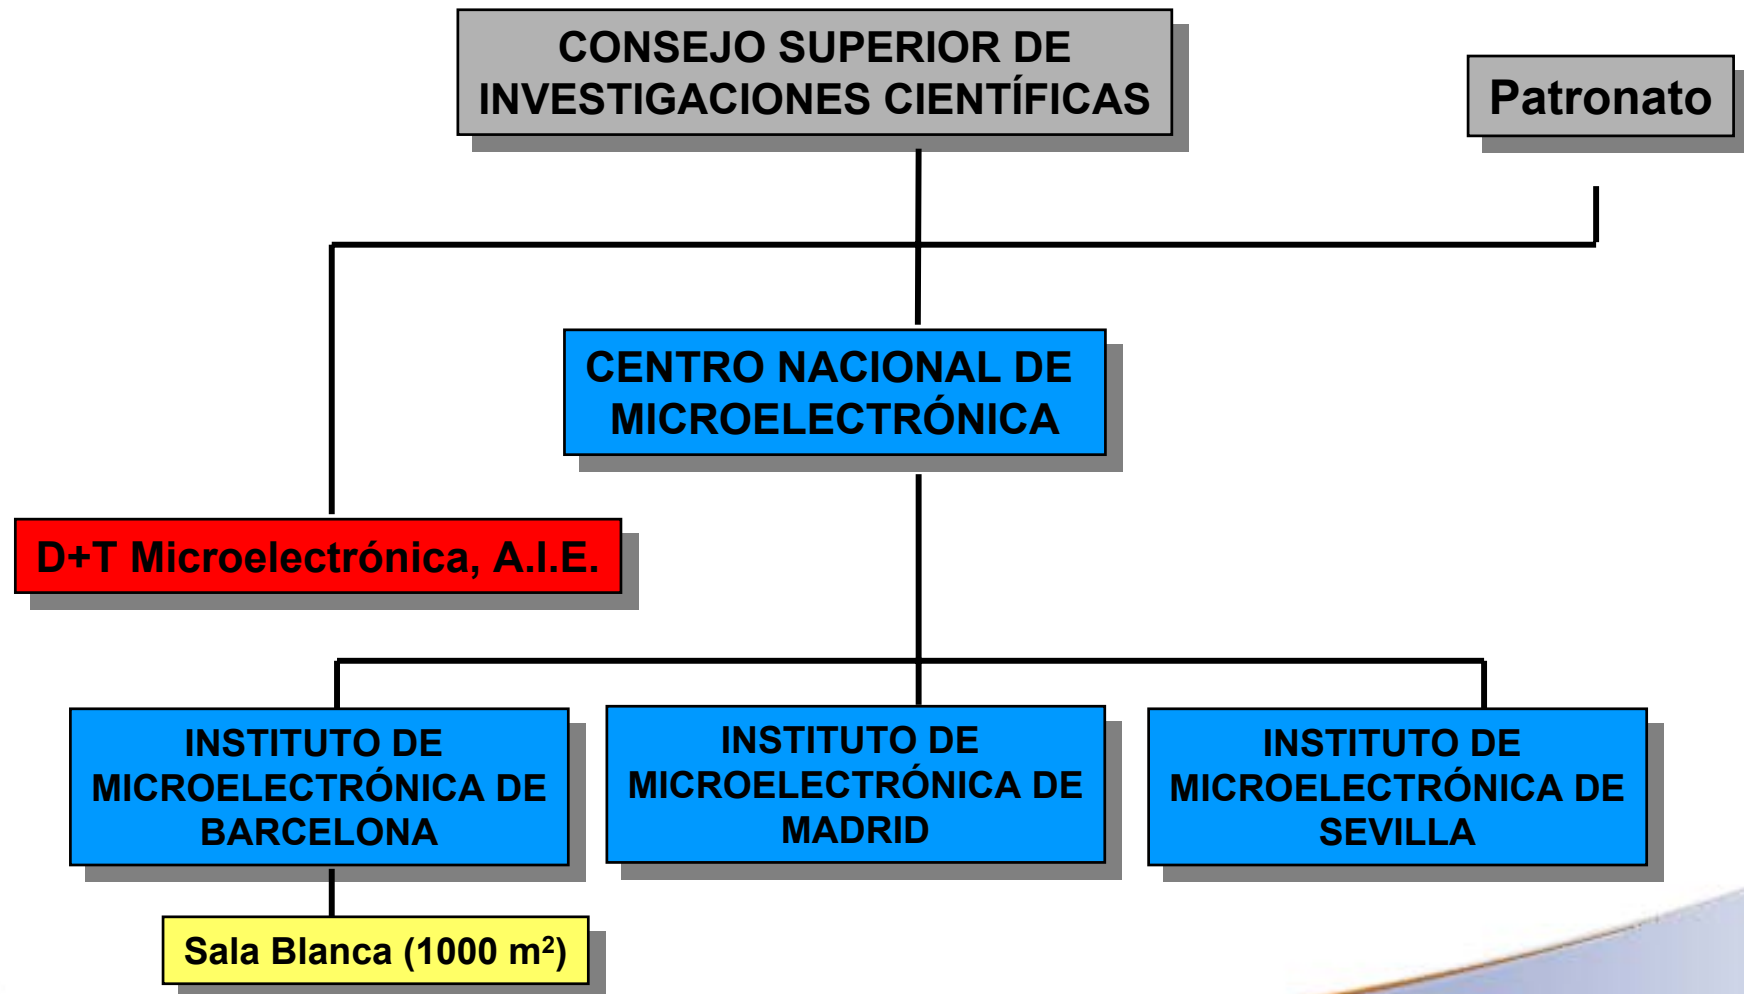 CONSEJO SUPERIOR DE
INVESTIGACIONES CIENTÍFICAS
Patronato
CENTRO NACIONAL DE
MICROELECTRÓNICA
D+T Microelectrónica, A.I.E.
INSTITUTO DE
MICROELECTRÓNICA DE
BARCELONA
INSTITUTO DE
MICROELECTRÓNICA DE
MADRID
INSTITUTO DE
MICROELECTRÓNICA DE
SEVILLA
Sala Blanca (1000 m²)